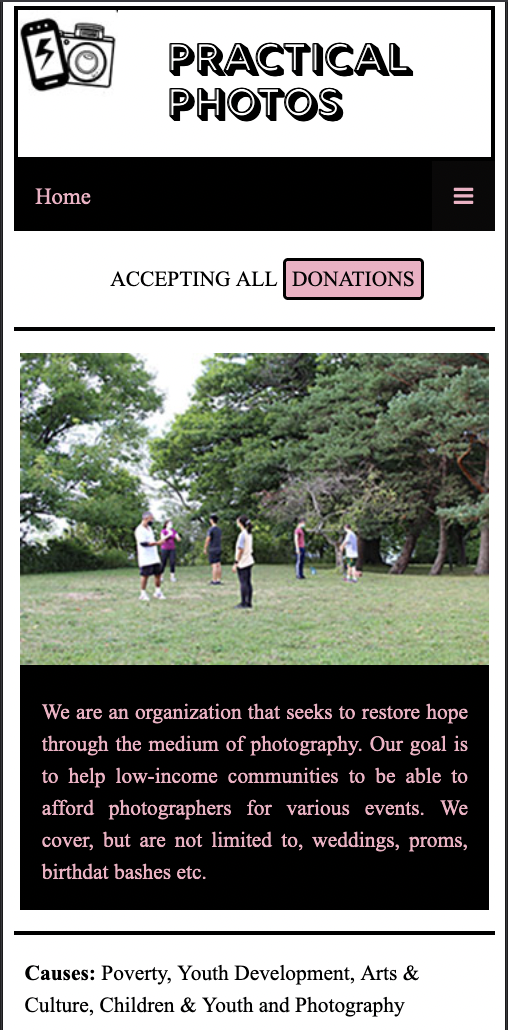 PRACTICAL
PHOTOS
Home
ACCEPTING ALL DONATIONS
We are an organization that seeks to restore hope
through the medium of photography. Our goal is
to help low-income communities to be able to
afford photographers for various events. We
cover, but are not limited to, weddings, proms,
birthdat bashes etc.
Causes: Poverty, Youth Development, Arts &
Culture, Children & Youth and Photography